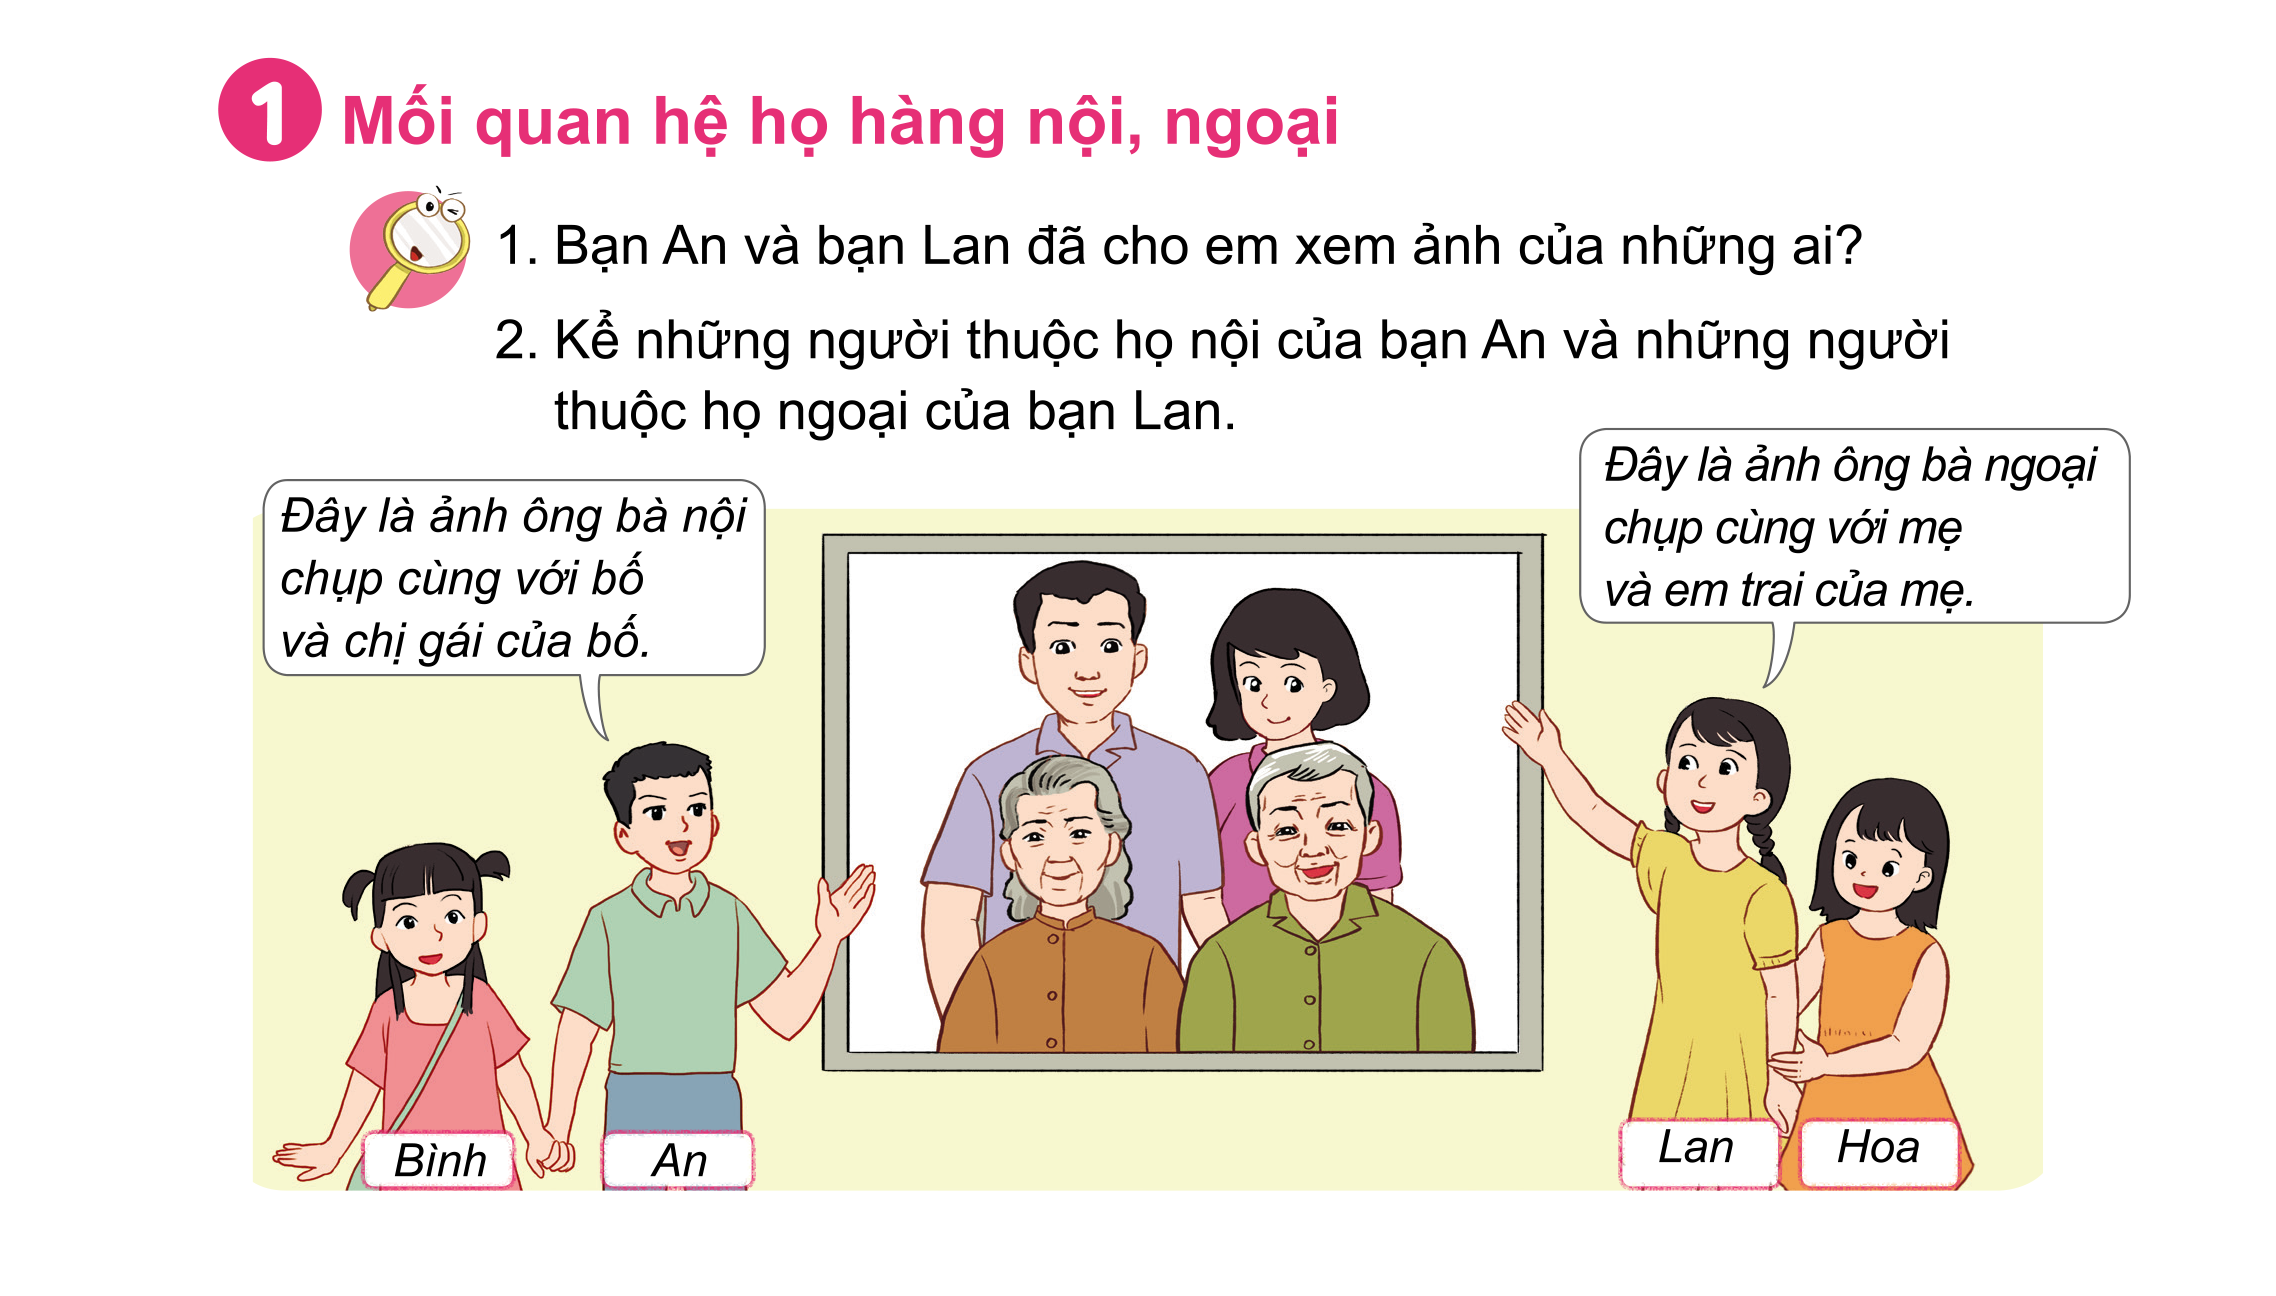 1 Mối quan hệ họ hàng nội, ngoại
1. Bạn An và bạn Lan đã cho em xem ảnh của những ai?
2. Kể những người thuộc họ nội của bạn An và những người
thuộc họ ngoại của bạn Lan.
Đây là ảnh ông bà nội
chụp cùng với bố
và chị gái của bố.
Đây là ảnh ông bà ngoại
chụp cùng với mẹ
và em trai của mẹ.
Bình
An
Lan
Hoa